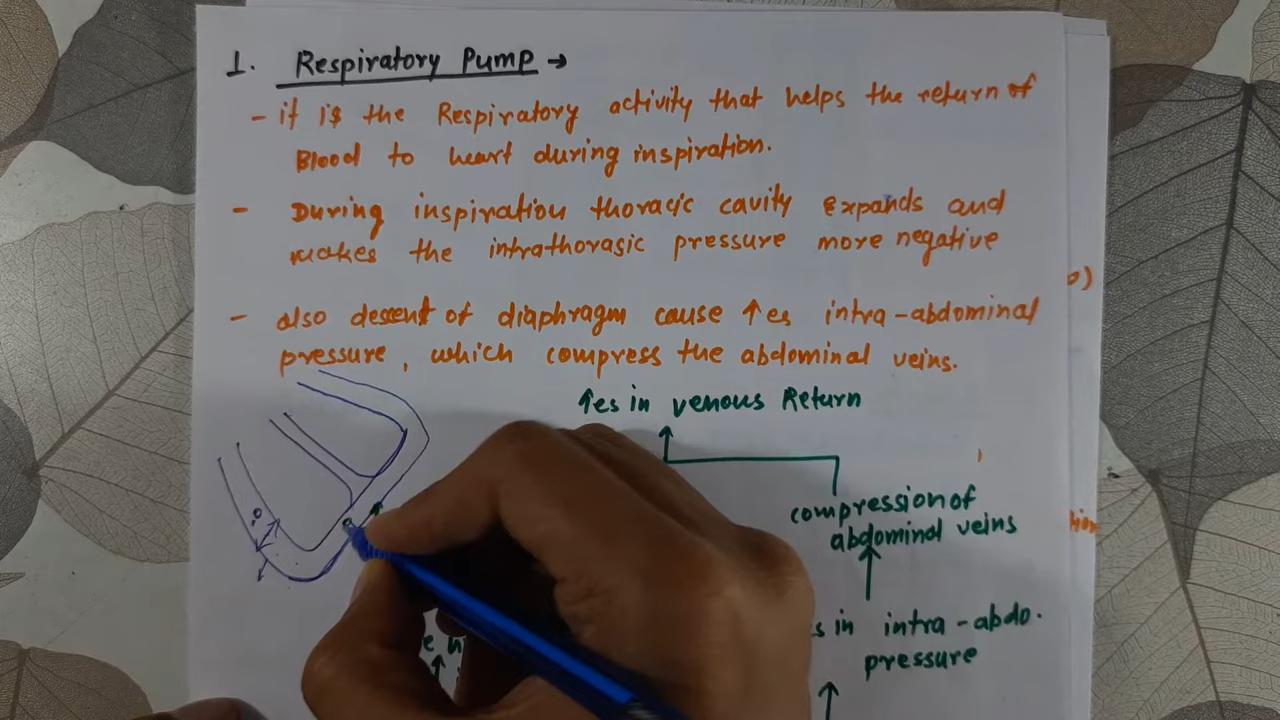 1. Respiratory Pump →
- it is the Respiratory activity that helps the return of
Blood to heart during inspiration.
- During inspiration thoracic cavity expands and
makes the intrathorasic pressure more negative
- also descent of diaphragm cause ↑es intra-abdominal
pressure, which compress the abdominal veins.
↑es in venous Return
compression of
abdominal veins
s in intra-abdo.
pressure